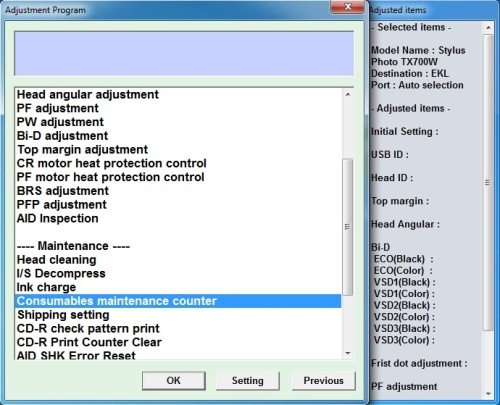 Adjustment Program
Head angular adjustment
PF adjustment
PW adjustment
Bi-D adjustment
Top margin adjustment
CR motor heat protection control
PF motor heat protection control
BRS adjustment
PFP adjustment
AID Inspection
---- Maintenance ----
Head cleaning
I/S Decompress
Ink charge
Consumables maintenance counter
Shipping setting
CD-R check pattern print
CD-R Print Counter Clear
AID SHK Error Reset
OK
Setting
Previous
Adjusted items
- Selected items -
Model Name : Stylus
Photo TX700W
Destination : EKL
Port : Auto selection
- Adjusted items -
Initial Setting :
USB ID :
Head ID :
Top margin :
Head Angular :
Bi-D
ECO(Black) :
ECO(Color) :
VSD1(Black) :
VSD1(Color) :
VSD2(Black) :
VSD2(Color) :
VSD3(Black) :
VSD3(Color) :
Frist dot adjustment :
PF adjustment